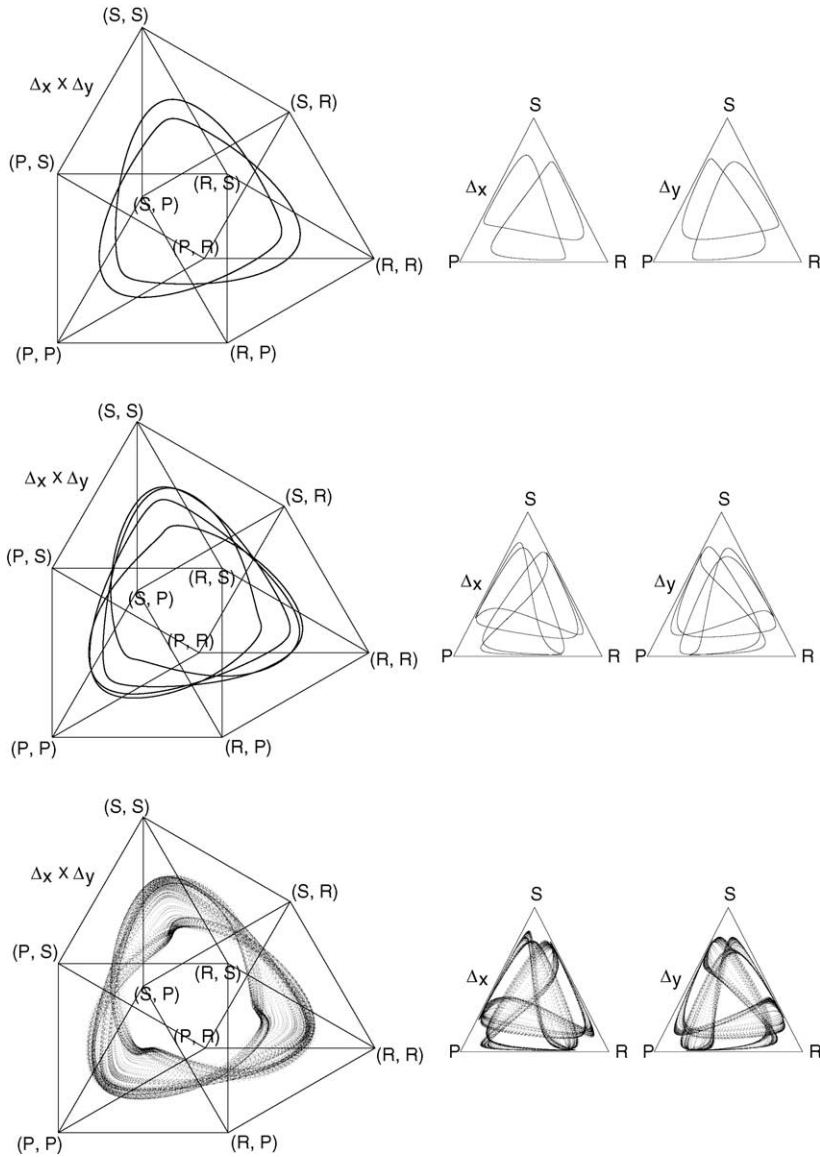 (S, S)
Δx x Δy
(S, R)
(P, S)
(R, S)
(S, P)
(P, R)
(R, R)
(P, P)
(R, P)
S
Δx
P
R
S
Δy
P
R
(S, S)
Δx x Δy
(S, R)
(P, S)
(R, S)
(S, P)
(P, R)
(R, R)
(P, P)
(R, P)
S
Δx
P
R
S
Δy
P
R
(S, S)
Δx x Δy
(S, R)
(P, S)
(R, S)
(S, P)
(P, R)
(R, R)
(P, P)
(R, P)
S
Δx
P
R
S
Δy
P
R